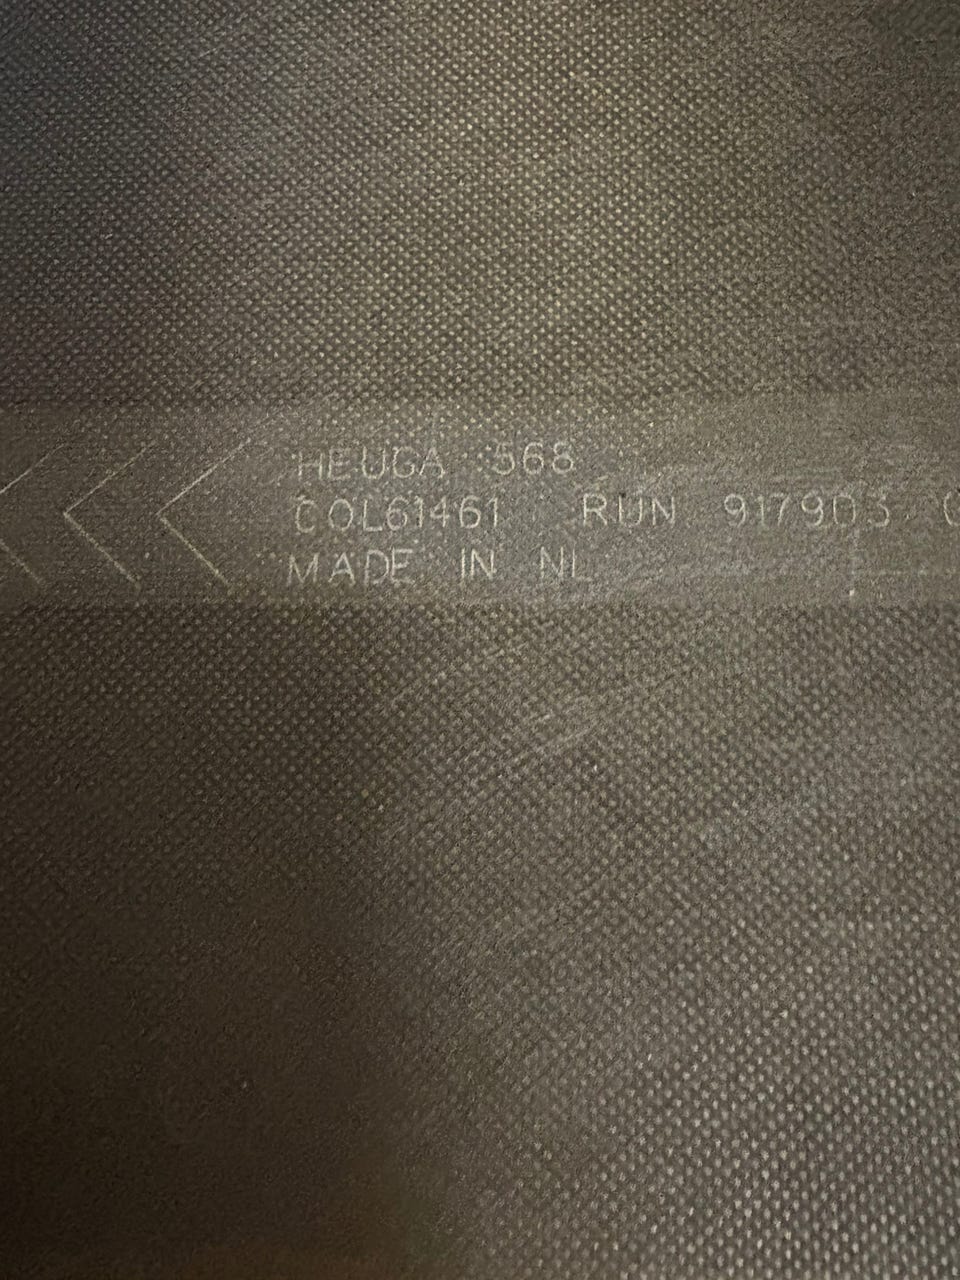 HEUGA 568
COL61461 RUN 917903
MADE IN NL